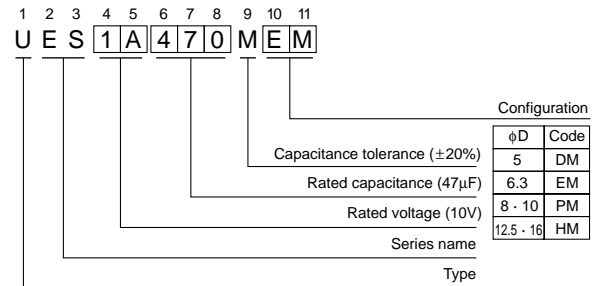 1 2 3 4 5 6 7 8 9 10 11
U E S 1 A 4 7 0 M E M
Configuration
φD Code
5 DM
6.3 EM
8 · 10 PM
12.5 · 16 HM
Capacitance tolerance (±20%)
Rated capacitance (47μF)
Rated voltage (10V)
Series name
Type